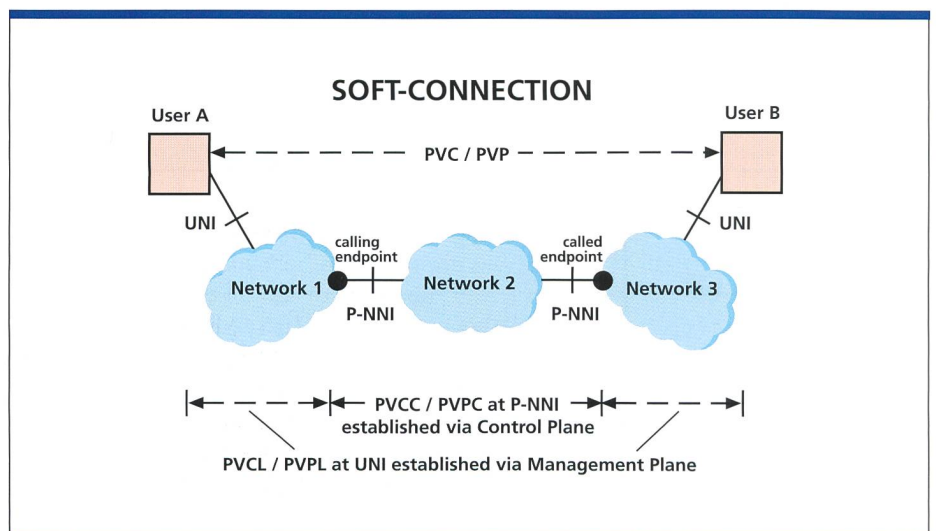 SOFT-CONNECTION
User A
User B
PVC / PVP
UNI
UNI
calling
endpoint
called
endpoint
Network 1
Network 2
Network 3
P-NNI
P-NNI
PVCC / PVPC at P-NNI
established via Control Plane
PVCL / PVPL at UNI established via Management Plane